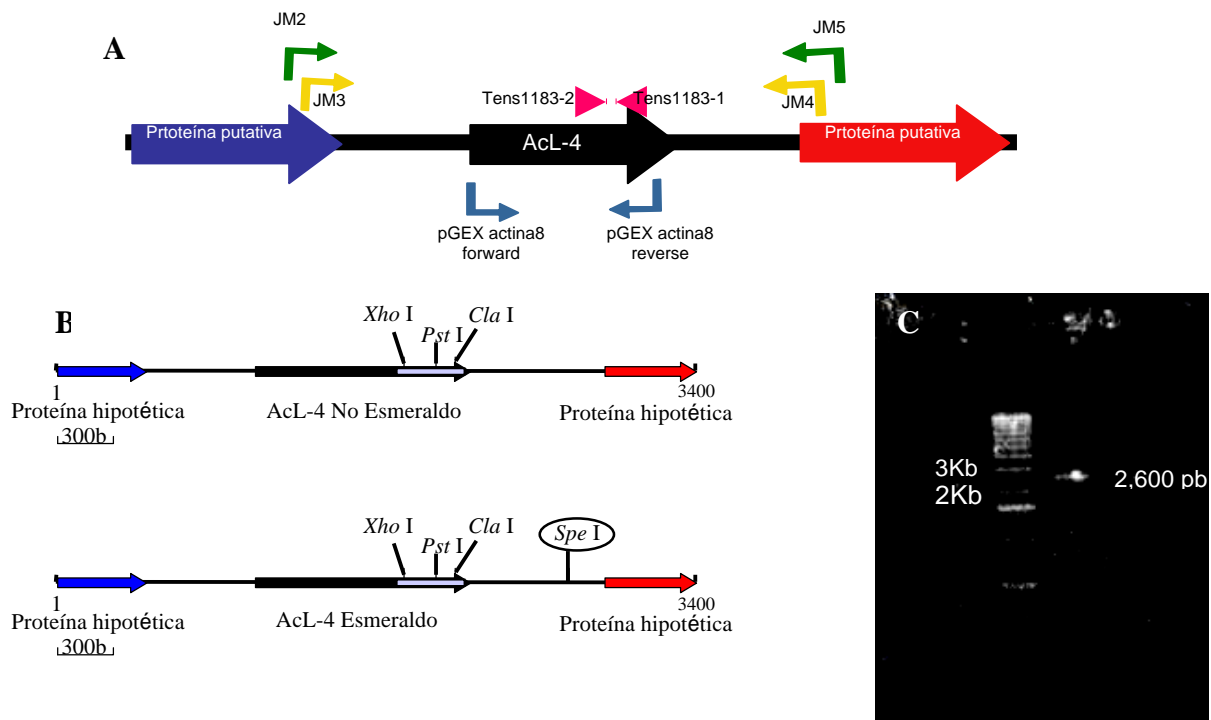 A
JM2
JM5
JM3
Tens1183-2
Tens1183-1
JM4
Prtoteína putativa
AcL-4
Prtoteína putativa
pGEX actina8
forward
pGEX actina8
reverse
B
Xho I
Pst I
Cla I
1
3400
Proteína hipotética
AcL-4 No Esmeraldo
Proteína hipotética
300b
Xho I
Pst I
Cla I
Spe I
1
3400
Proteína hipotética
AcL-4 Esmeraldo
Proteína hipotética
300b
C
3Kb
2Kb
2,600 pb